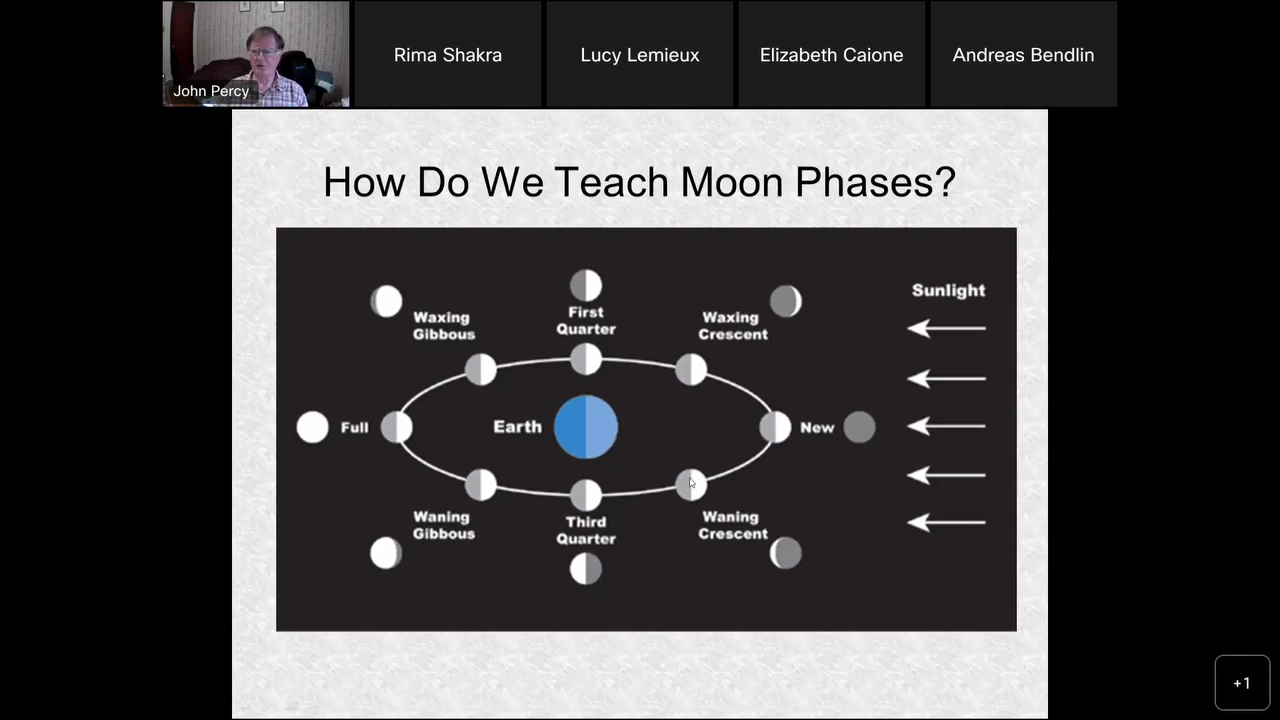 John Percy
Rima Shakra
Lucy Lemieux
Elizabeth Caione
Andreas Bendlin
How Do We Teach Moon Phases?
Sunlight
Waxing
Gibbous
First
Quarter
Waxing
Crescent
Full
Earth
New
Waning
Gibbous
Third
Quarter
Waning
Crescent
+1